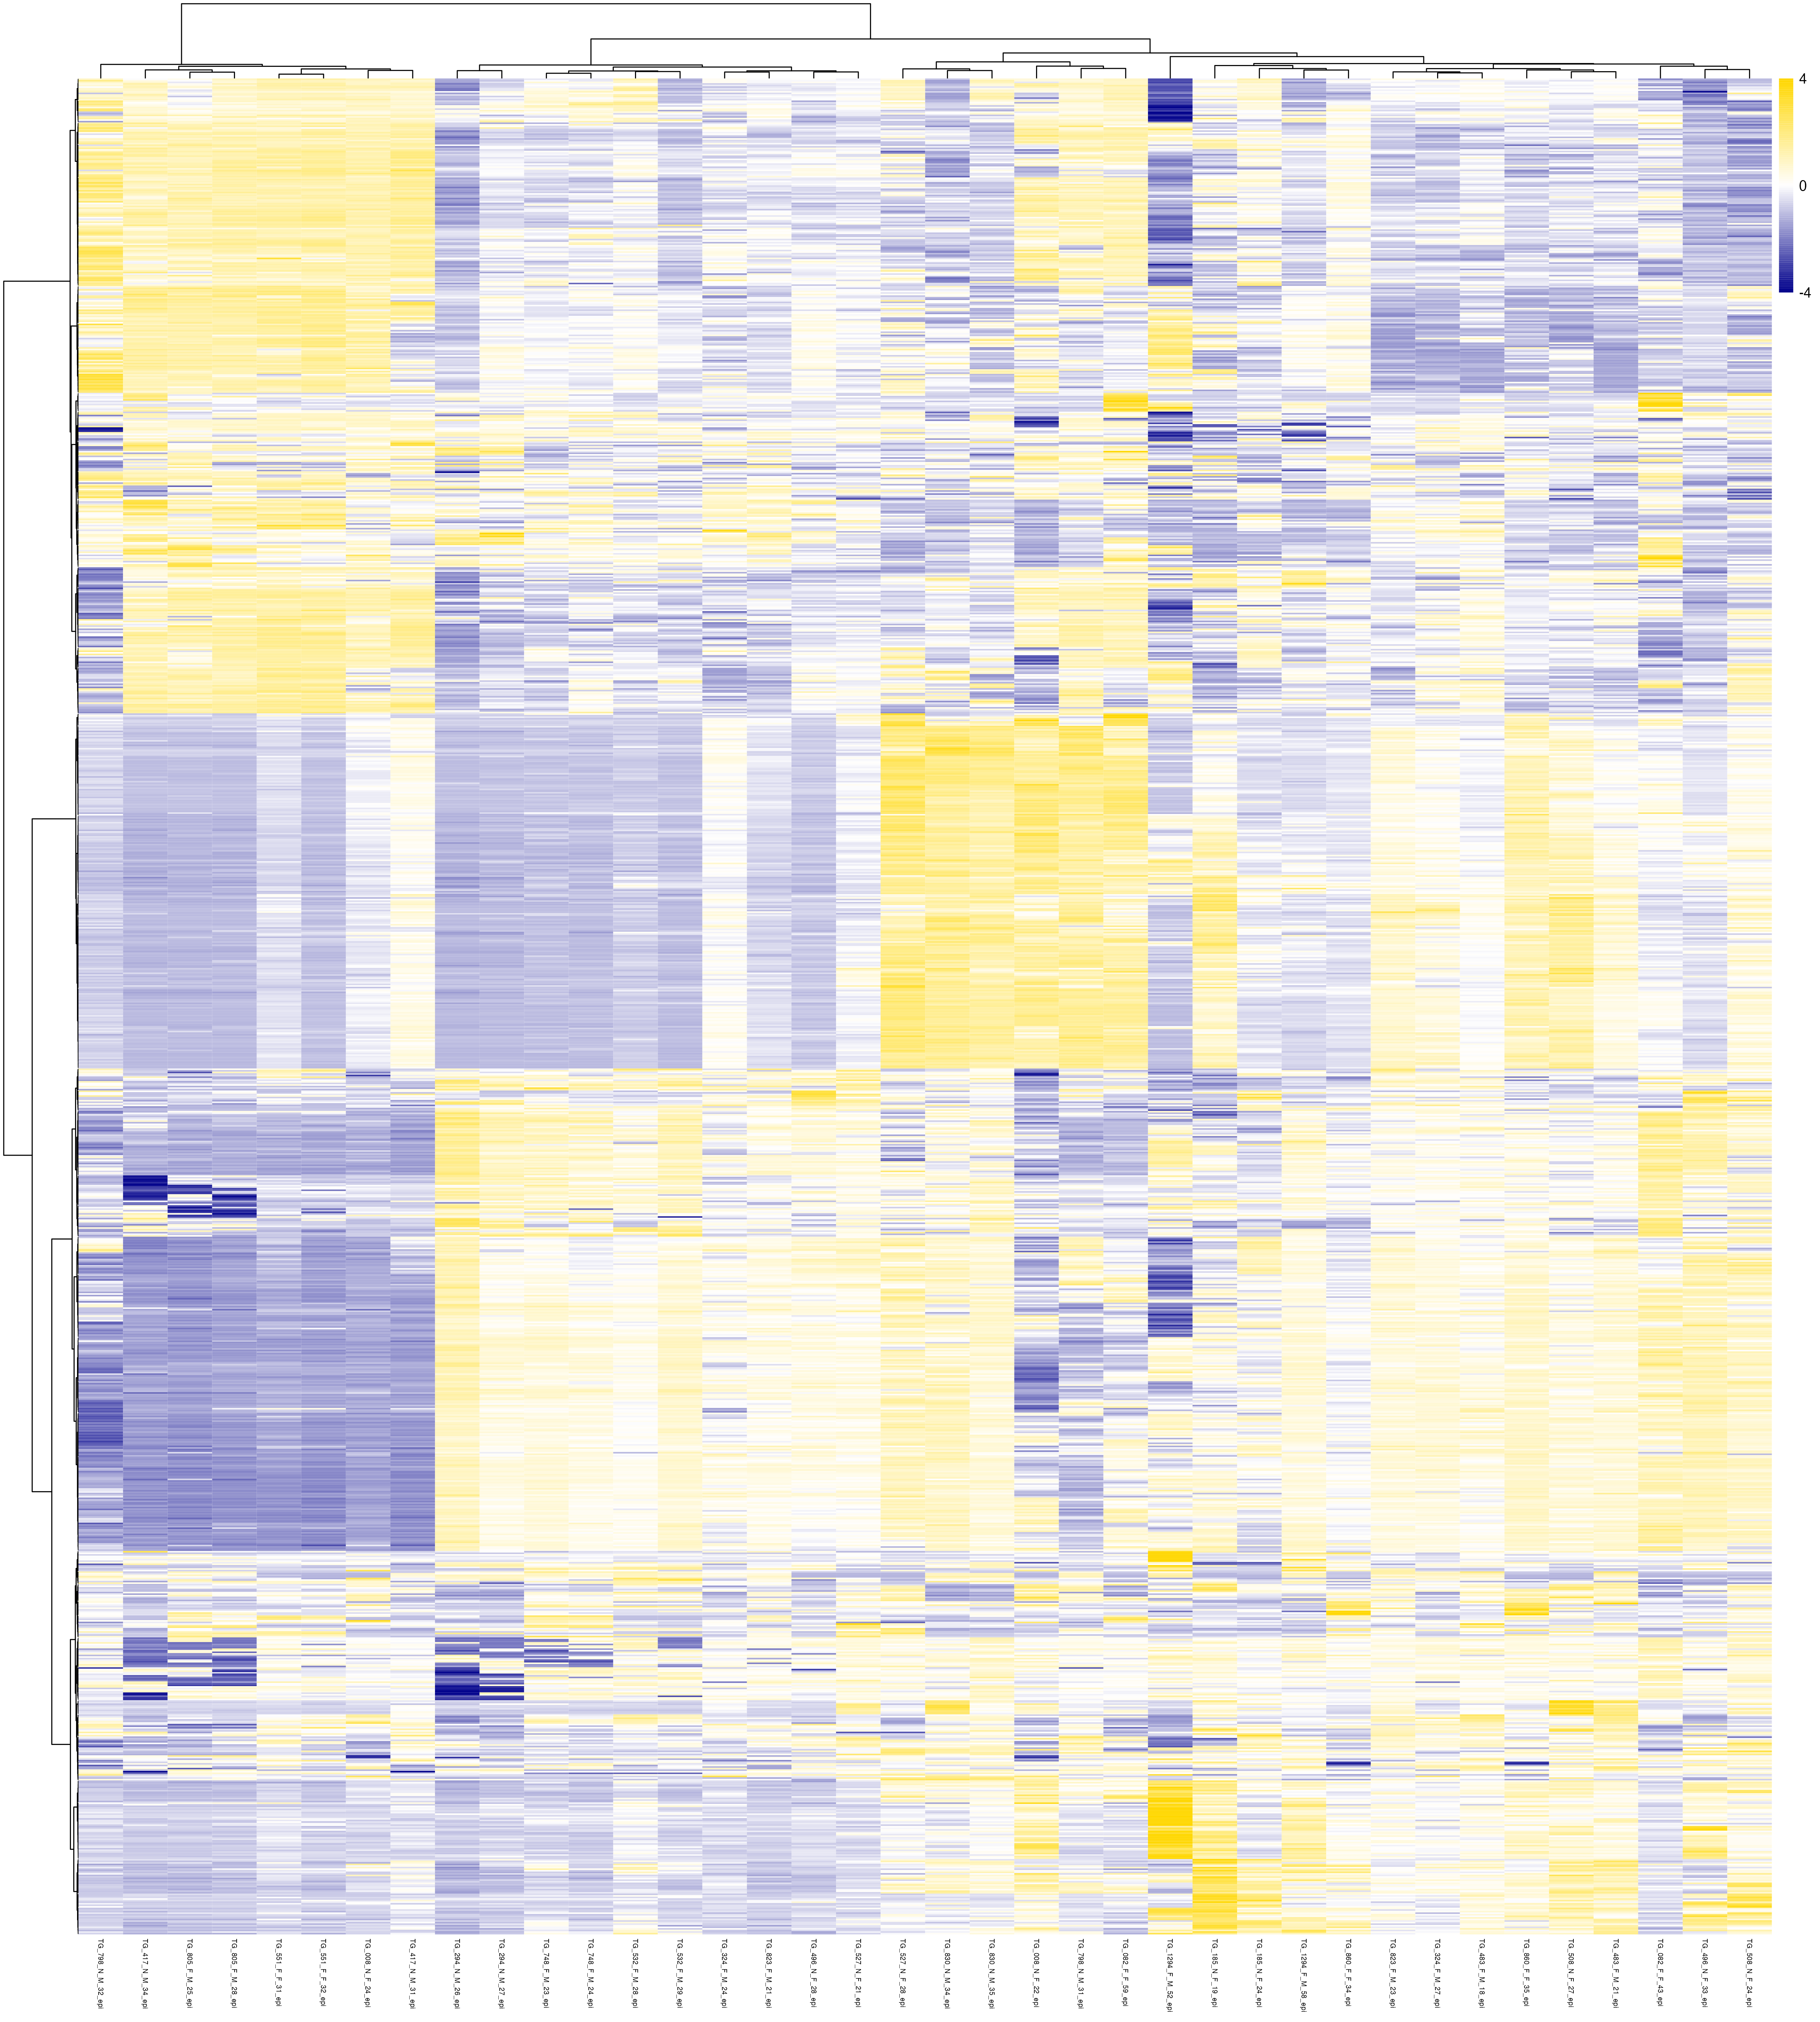 4
0
-4
TG_798_N_M_32_epi
TG_417_N_M_34_epi
TG_805_F_M_25_epi
TG_805_F_M_28_epi
TG_551_F_F_31_epi
TG_551_F_F_32_epi
TG_008_N_F_24_epi
TG_417_N_M_31_epi
TG_294_N_M_26_epi
TG_294_N_M_27_epi
TG_748_F_M_23_epi
TG_748_F_M_24_epi
TG_532_F_M_28_epi
TG_532_F_M_29_epi
TG_324_F_M_24_epi
TG_823_F_M_21_epi
TG_496_N_F_28_epi
TG_527_N_F_21_epi
TG_527_N_F_28_epi
TG_830_N_M_34_epi
TG_830_N_M_35_epi
TG_008_N_F_22_epi
TG_798_N_M_31_epi
TG_082_F_F_59_epi
TG_1294_F_M_52_epi
TG_185_N_F_19_epi
TG_185_N_F_24_epi
TG_1294_F_M_58_epi
TG_860_F_F_34_epi
TG_823_F_M_23_epi
TG_324_F_M_27_epi
TG_483_F_M_18_epi
TG_860_F_F_35_epi
TG_508_N_F_27_epi
TG_483_F_M_21_epi
TG_082_F_F_43_epi
TG_496_N_F_33_epi
TG_508_N_F_24_epi